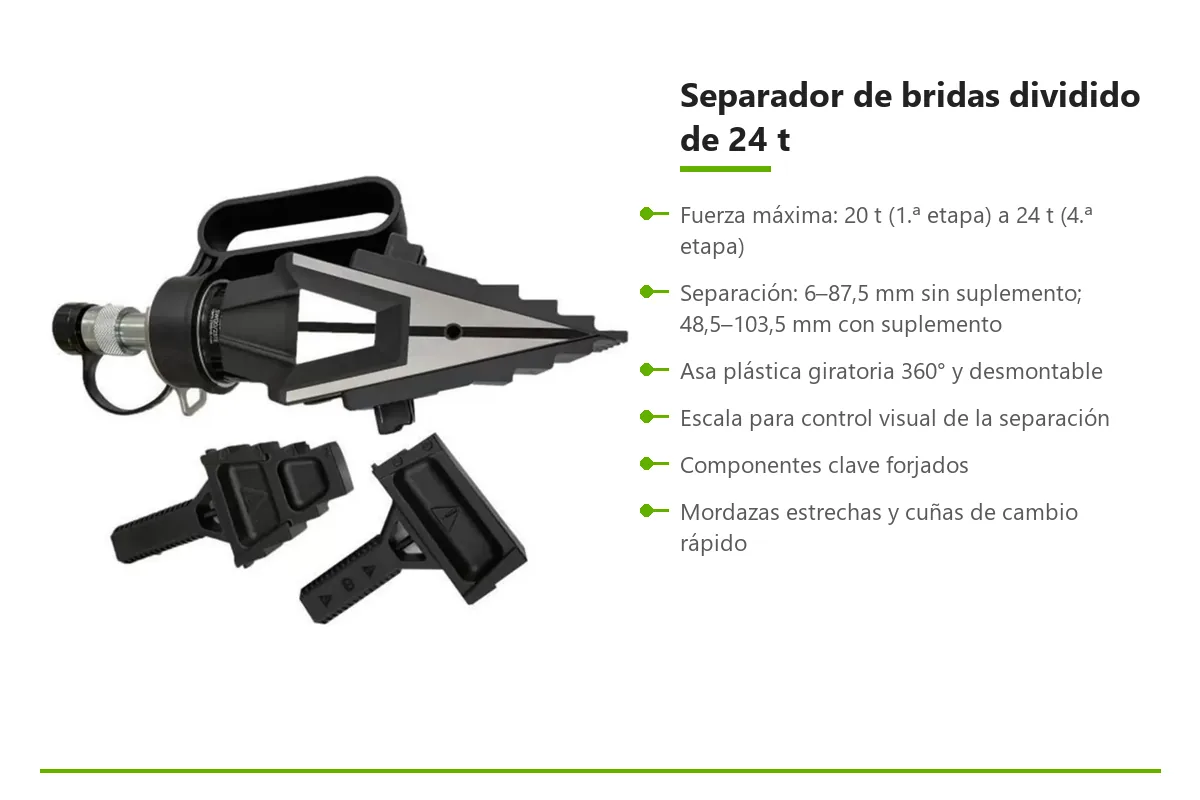 Separador de bridas dividido
de 24 t
Fuerza máxima: 20 t (1.ª etapa) a 24 t (4.ª
etapa)
Separación: 6–87,5 mm sin suplemento;
48,5–103,5 mm con suplemento
Asa plástica giratoria 360° y desmontable
Escala para control visual de la separación
Componentes clave forjados
Mordazas estrechas y cuñas de cambio
rápido